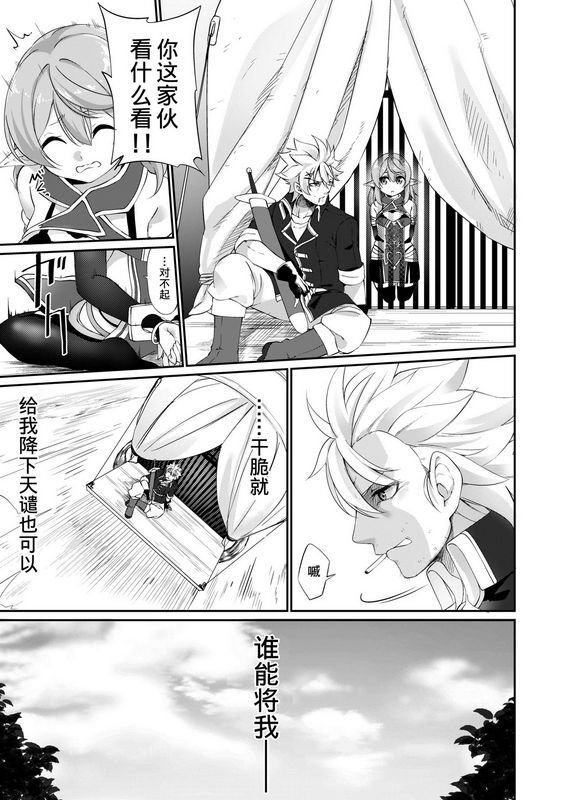 你这家伙
看什么看!!
…对不起
嘁
……干脆就
给我降下天谴也可以
谁能将我——